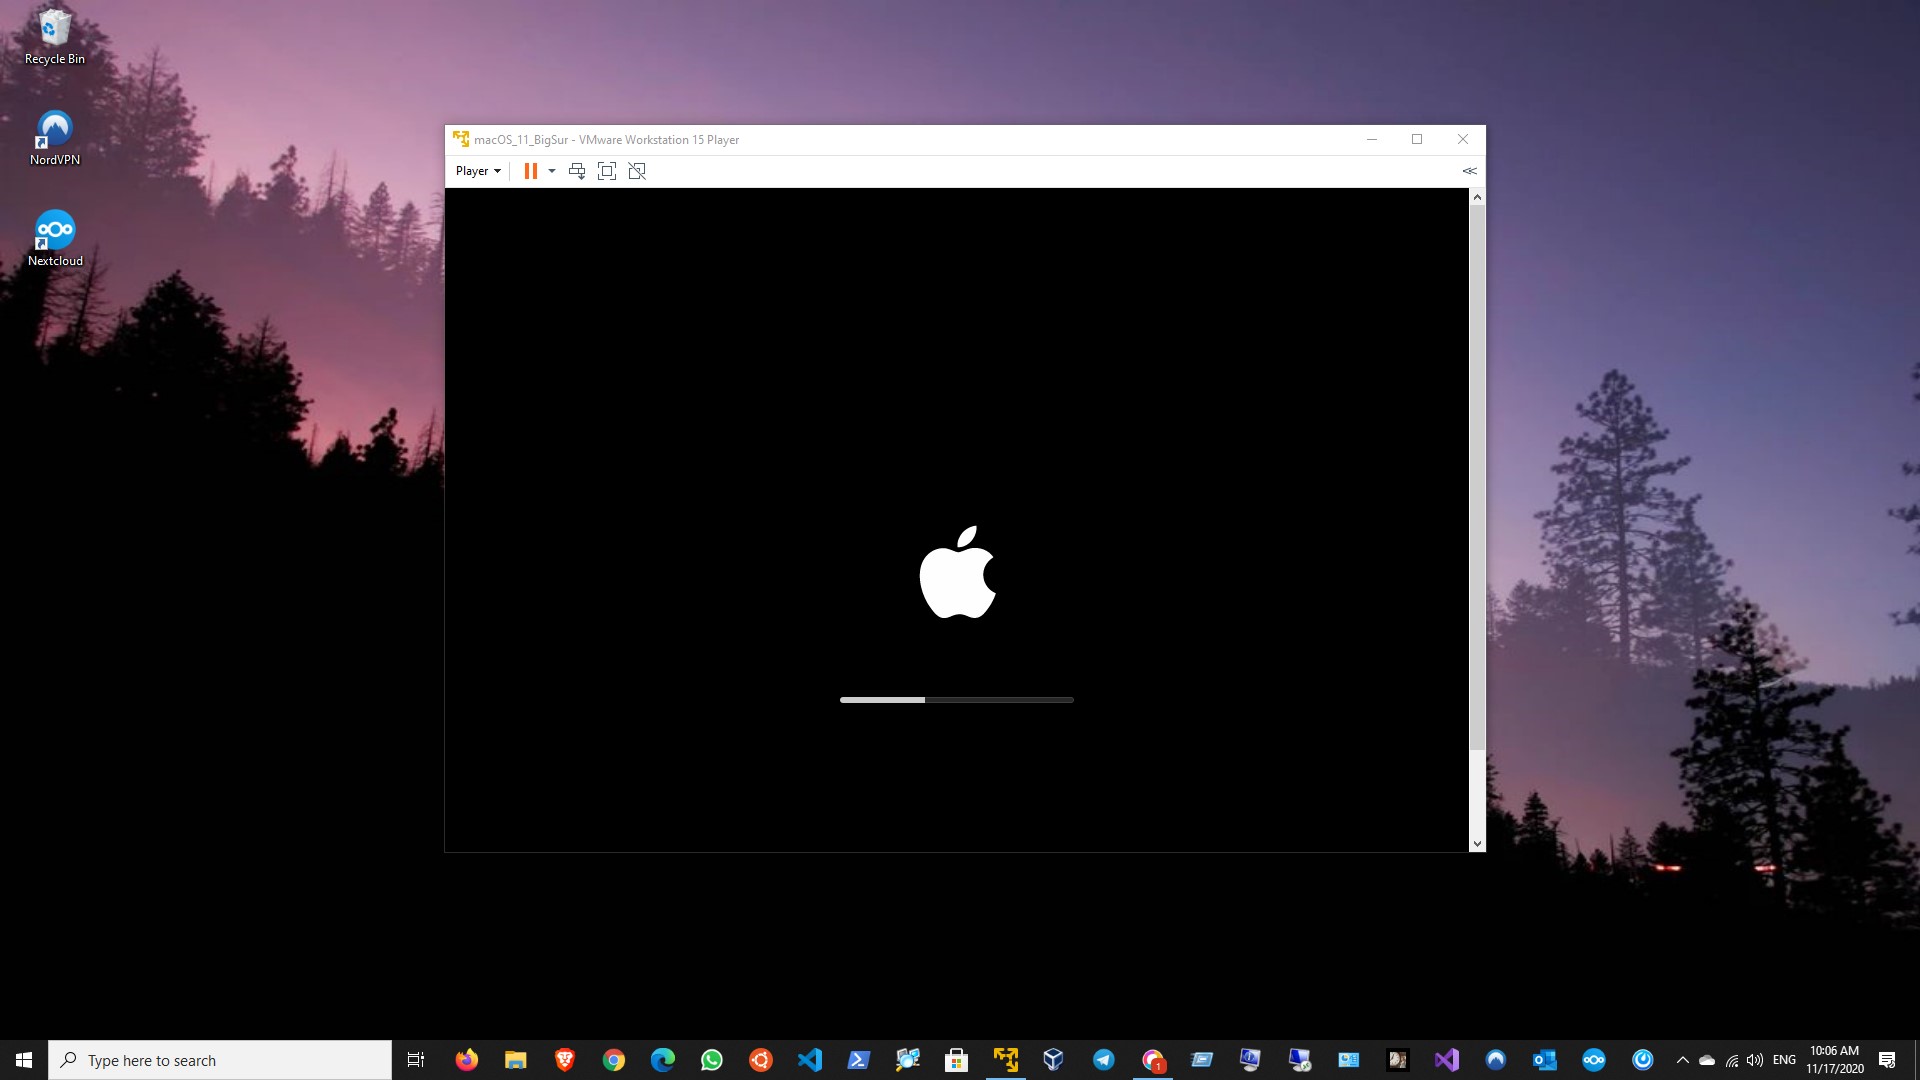 Recycle Bin
NordVPN
Nextcloud
macOS_11_BigSur - VMware Workstation 15 Player
Player
Type here to search
1
ENG
10:06 AM
11/17/2020